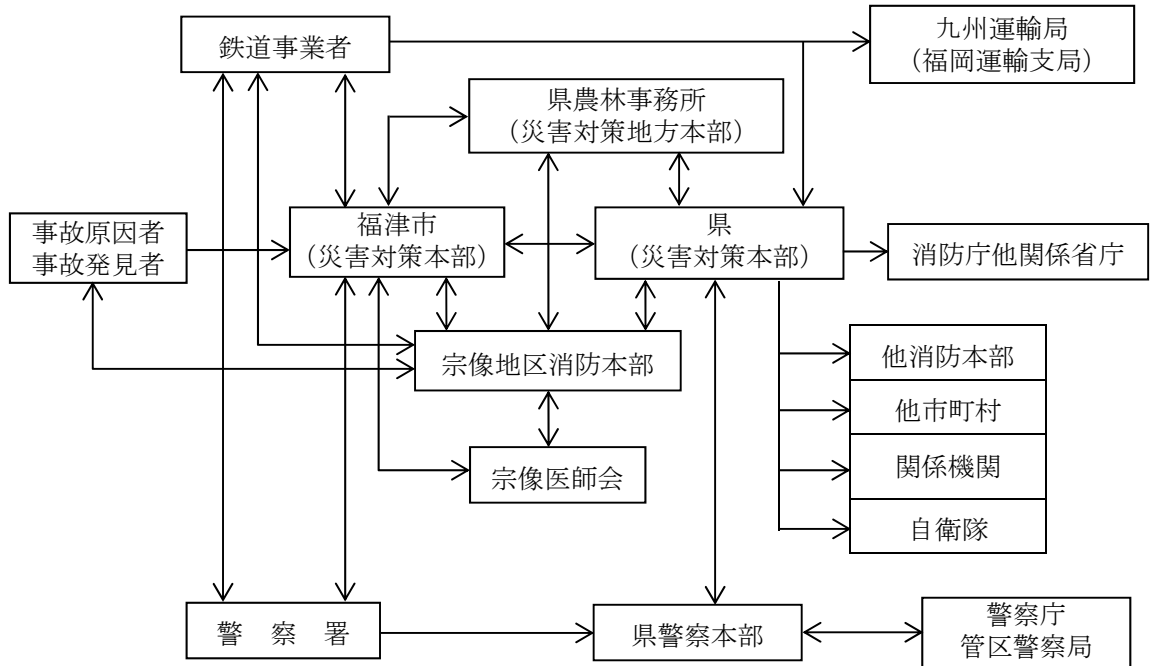 鉄道事業者
九州運輸局
（福岡運輸支局）
県農林事務所
（災害対策地方本部）
事故原因者
事故発見者
福津市
（災害対策本部）
県
（災害対策本部）
消防庁他関係省庁
宗像地区消防本部
他消防本部
他市町村
関係機関
自衛隊
宗像医師会
警　察　署
県警察本部
警察庁
管区警察局